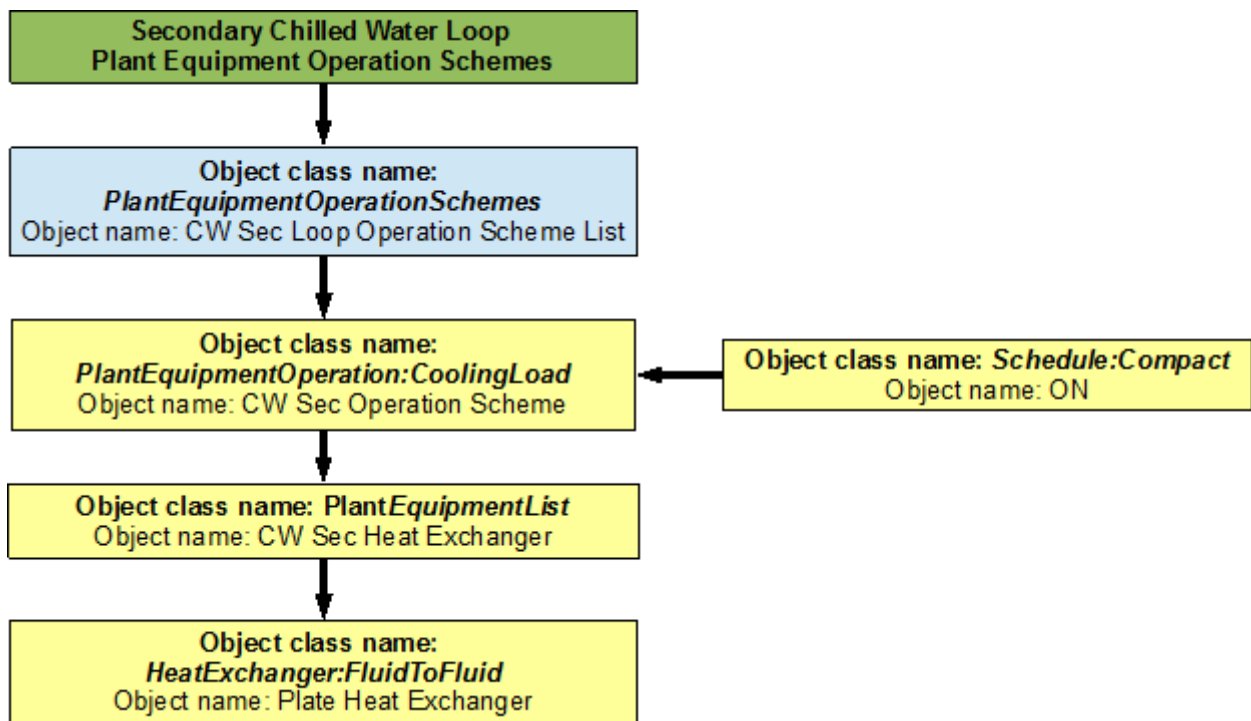 Secondary Chilled Water Loop
Plant Equipment Operation Schemes
Object class name:
PlantEquipmentOperationSchemes
Object name: CW Sec Loop Operation Scheme List
Object class name:
PlantEquipmentOperation:CoolingLoad
Object name: CW Sec Operation Scheme
Object class name: Schedule:Compact
Object name: ON
Object class name: PlantEquipmentList
Object name: CW Sec Heat Exchanger
Object class name:
HeatExchanger:FluidToFluid
Object name: Plate Heat Exchanger